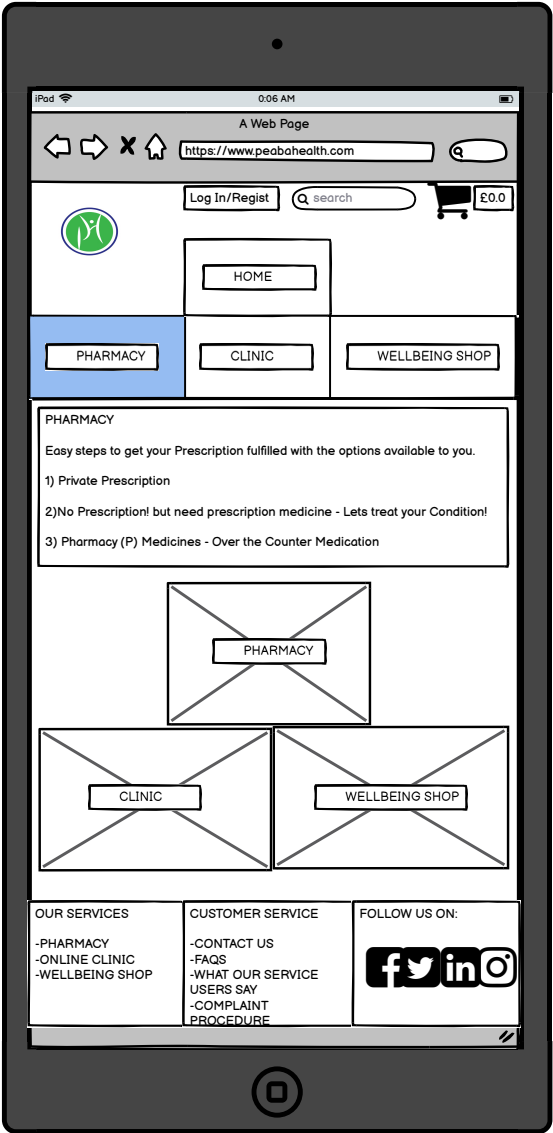 iPad
0:06 AM
A Web Page
https://www.peabahealth.com
Log In/Regist
search
£0.0
HOME
PHARMACY
CLINIC
WELLBEING SHOP
PHARMACY
Easy steps to get your Prescription fulfilled with the options available to you.
1) Private Prescription
2)No Prescription! but need prescription medicine - Lets treat your Condition!
3) Pharmacy (P) Medicines - Over the Counter Medication
PHARMACY
CLINIC
WELLBEING SHOP
OUR SERVICES
-PHARMACY
-ONLINE CLINIC
-WELLBEING SHOP
CUSTOMER SERVICE
-CONTACT US
-FAQS
-WHAT OUR SERVICE
USERS SAY
-COMPLAINT
PROCEDURE
FOLLOW US ON:
f
in